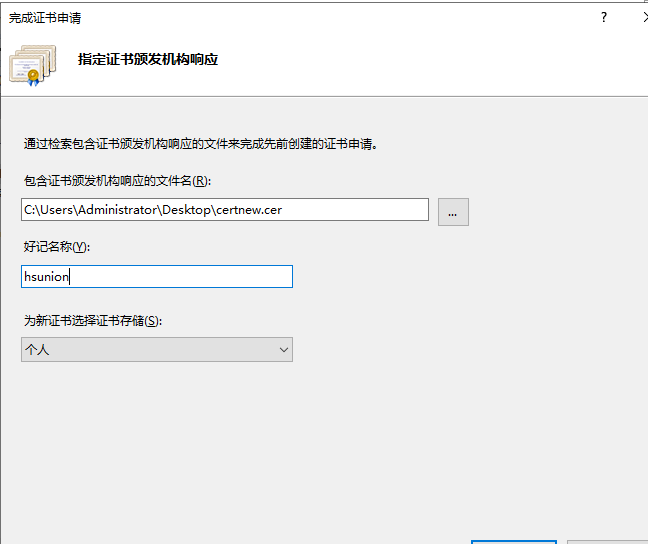 完成证书申请
?
指定证书颁发机构响应
通过检索包含证书颁发机构响应的文件来完成先前创建的证书申请。
包含证书颁发机构响应的文件名(R):
C:\Users\Administrator\Desktop\certnew.cer
...
好记名称(Y):
hsunion
为新证书选择证书存储(S):
个人